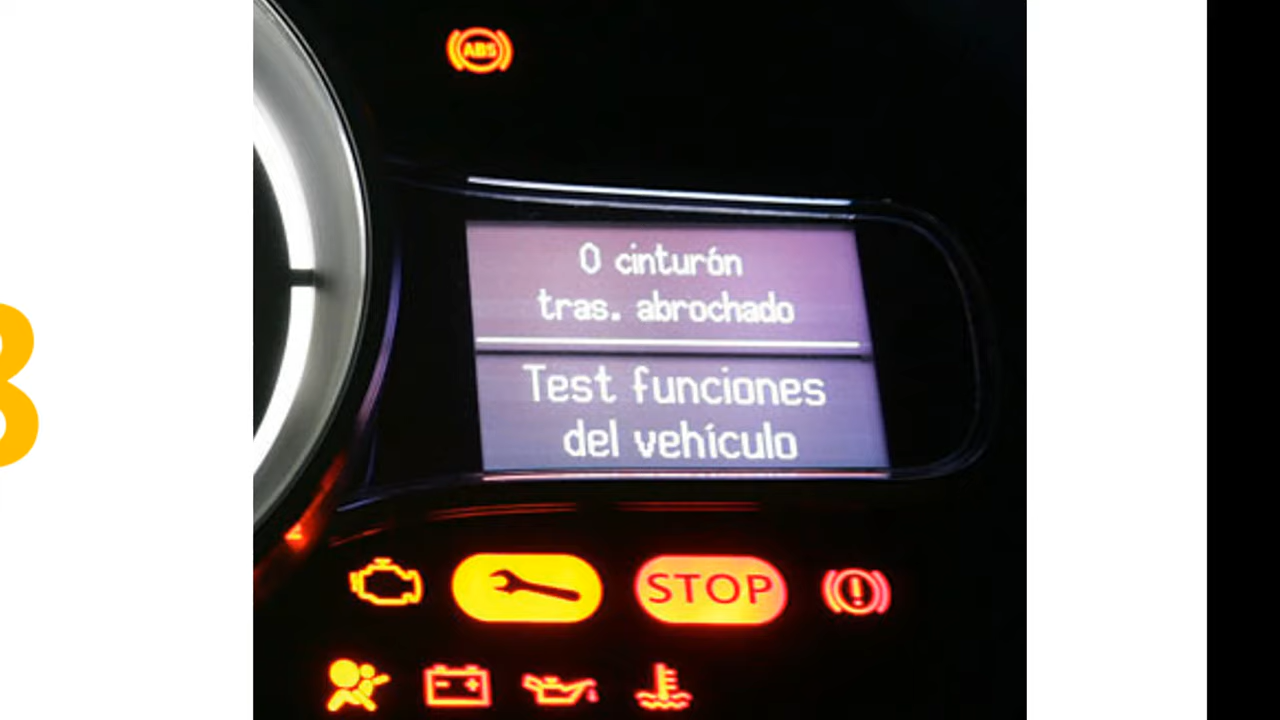 ABS
0 cinturón
tras. abrochado
Test funciones
del vehículo
STOP